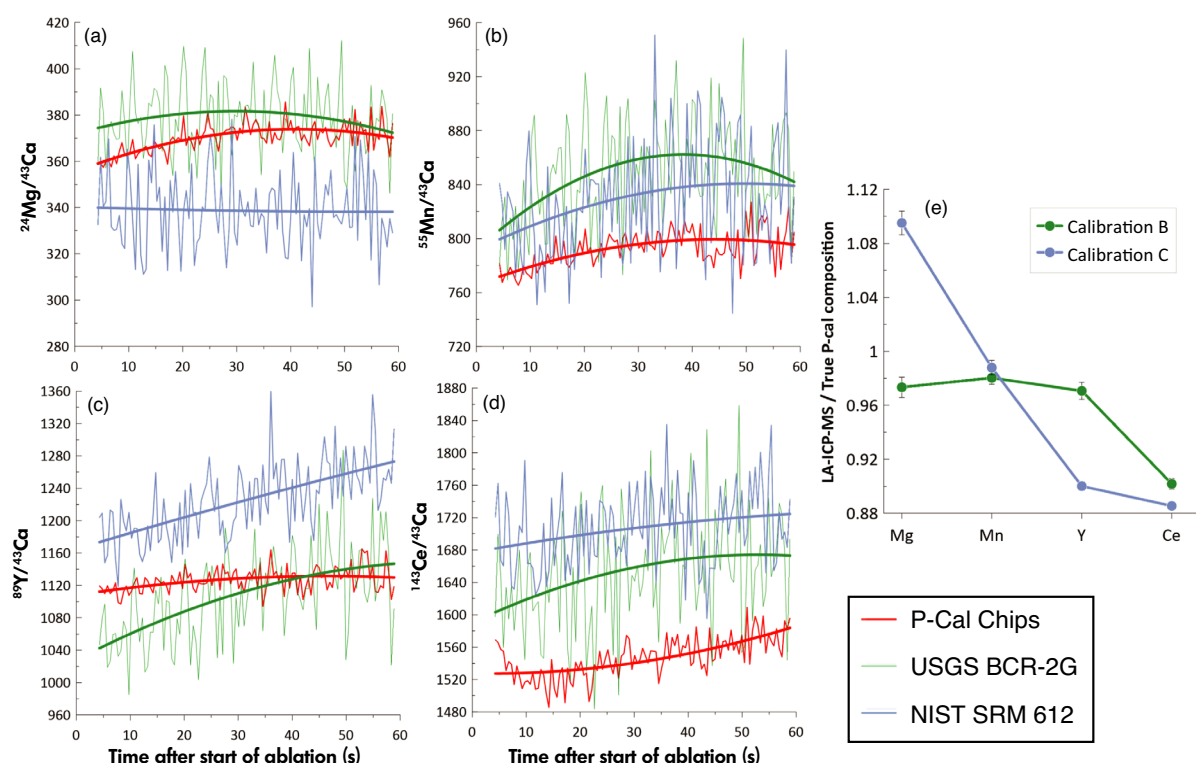 (a)
420
400
380
360
340
320
300
280
²⁴Mg/⁴³Ca
0 10 20 30 40 50 60
(b)
960
920
880
840
800
760
720
⁵⁵Mn/⁴³Ca
0 10 20 30 40 50 60
(c)
1360
1320
1280
1240
1200
1160
1120
1080
1040
1000
960
⁸⁹Y/⁴³Ca
0 10 20 30 40 50 60
Time after start of ablation (s)
(d)
1880
1840
1800
1760
1720
1680
1640
1600
1560
1520
1480
¹⁴³Ce/⁴³Ca
0 10 20 30 40 50 60
Time after start of ablation (s)
(e)
1.12
1.08
1.04
1
0.96
0.92
0.88
LA-ICP-MS / True P-cal composition
Mg Mn Y Ce
Calibration B
Calibration C
P-Cal Chips
USGS BCR-2G
NIST SRM 612